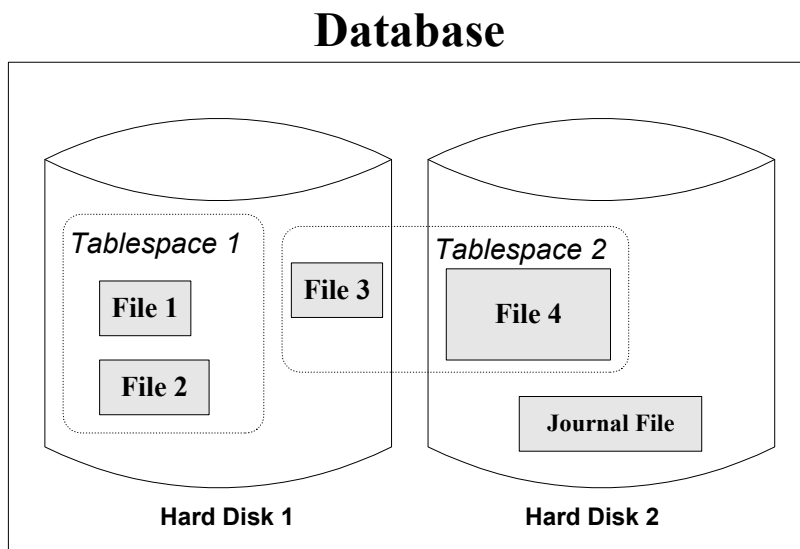 Database
Tablespace 1
Tablespace 2
File 1
File 3
File 4
File 2
Journal File
Hard Disk 1
Hard Disk 2